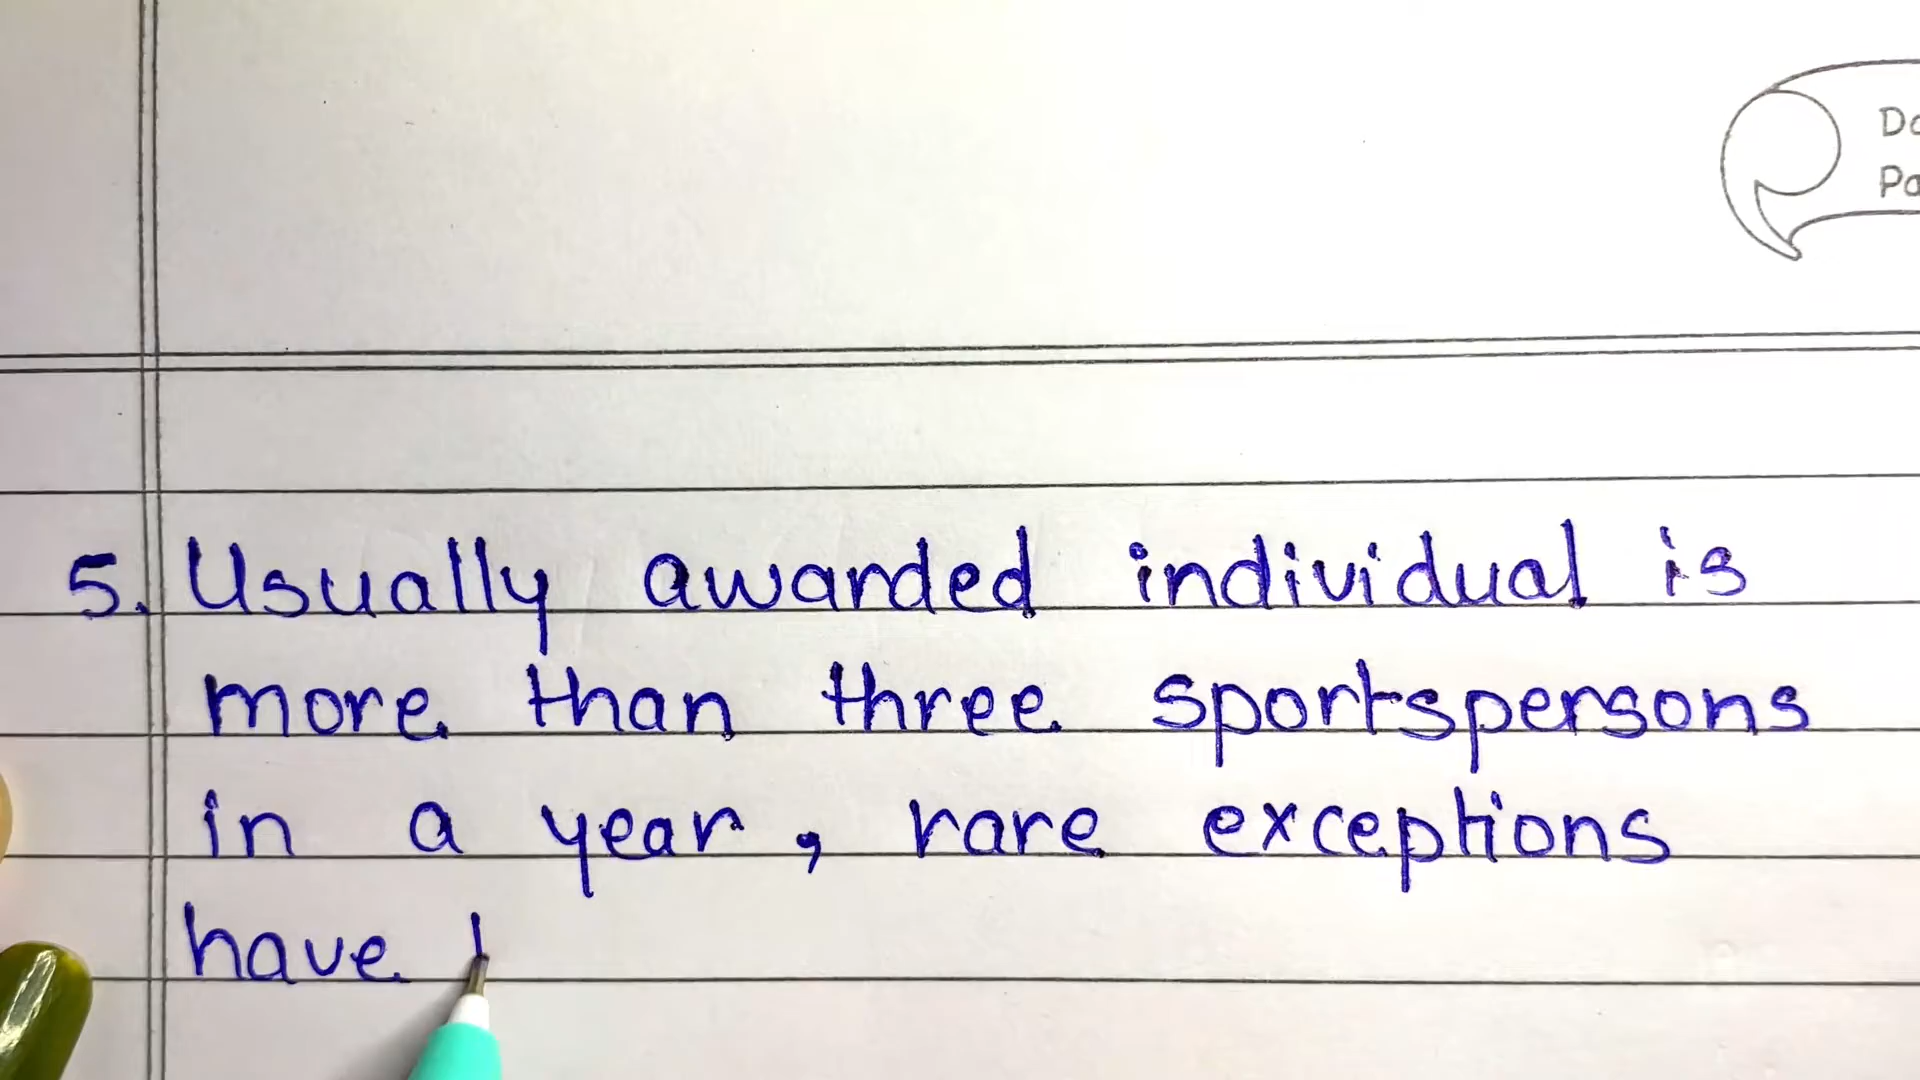 5. Usually awarded individual is
more than three sportspersons
in a year, rare exceptions
have